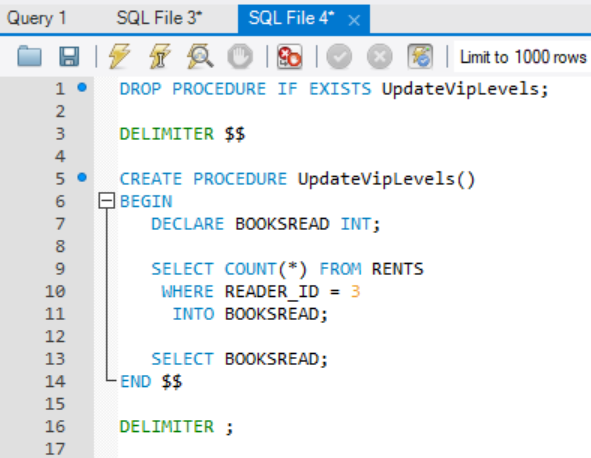 Query 1 SQL File 3* SQL File 4* ×
Limit to 1000 rows
1 DROP PROCEDURE IF EXISTS UpdateVipLevels;
2
3 DELIMITER $$
4
5 CREATE PROCEDURE UpdateVipLevels()
6 BEGIN
7 DECLARE BOOKSREAD INT;
8
9 SELECT COUNT(*) FROM RENTS
10 WHERE READER_ID = 3
11 INTO BOOKSREAD;
12
13 SELECT BOOKSREAD;
14 END $$
15
16 DELIMITER ;
17